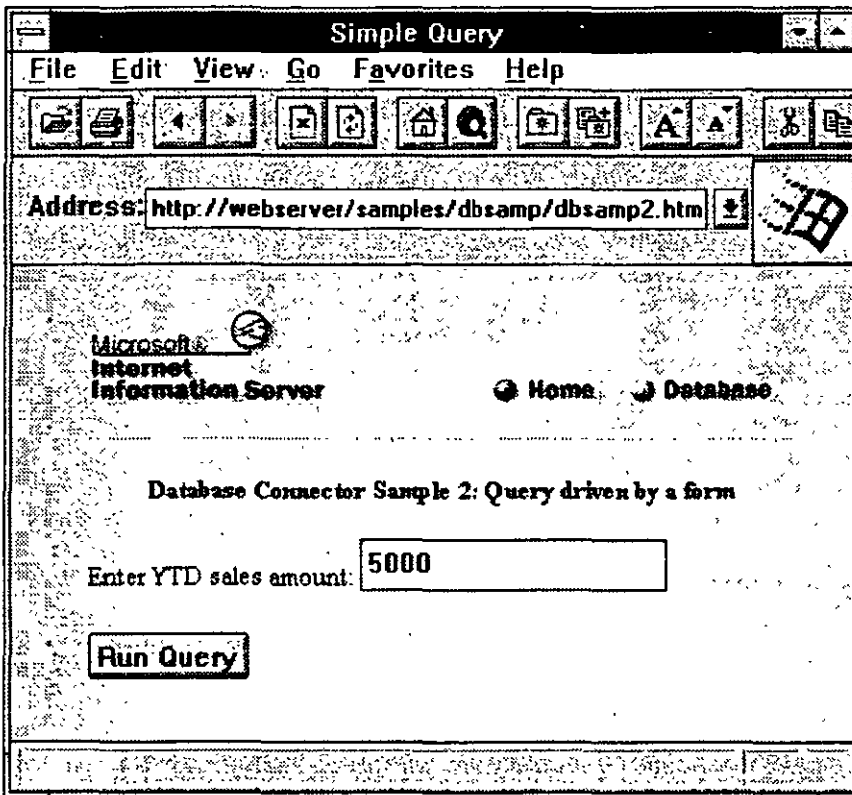 Simple Query
File Edit View Go Favorites Help
Address: http://webserver/samples/dbsamp/dbsamp2.htm
Microsoft®
Internet
Information Server
Home Database
Database Connector Sample 2: Query driven by a form
Enter YTD sales amount: 5000
Run Query